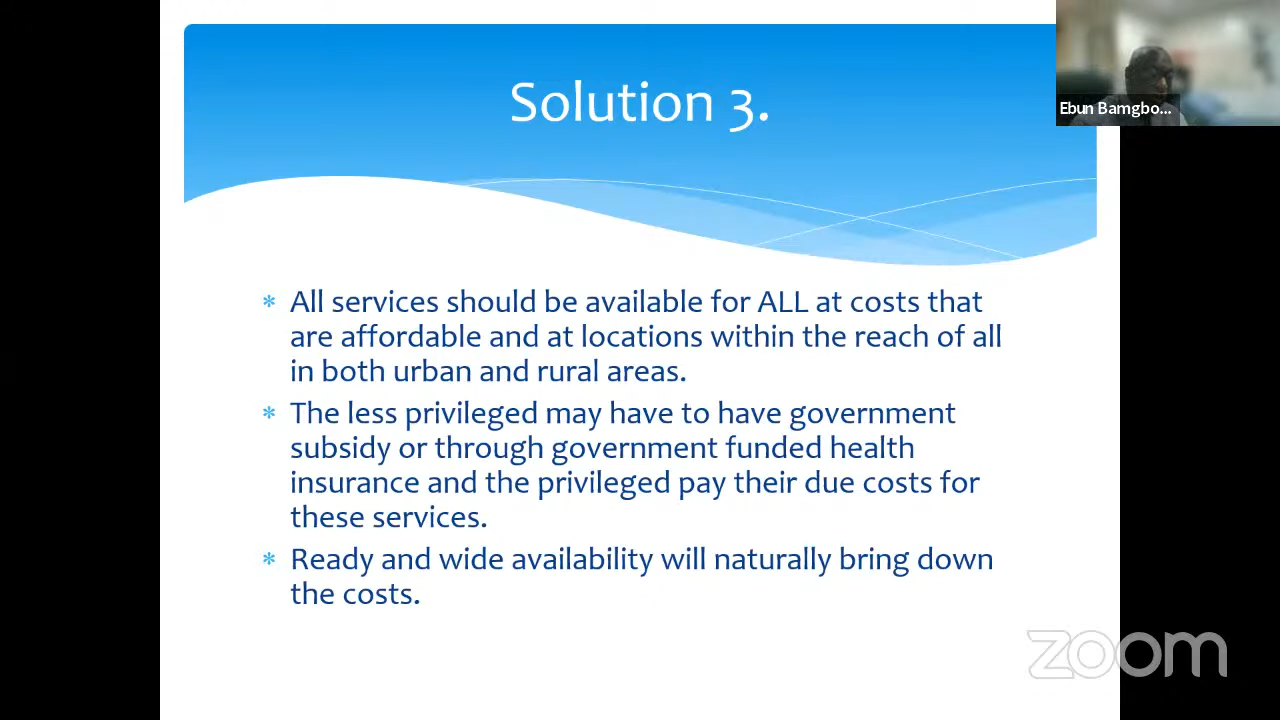 Solution 3.
Ebun Bamgbo...
* All services should be available for ALL at costs that
are affordable and at locations within the reach of all
in both urban and rural areas.
* The less privileged may have to have government
subsidy or through government funded health
insurance and the privileged pay their due costs for
these services.
* Ready and wide availability will naturally bring down
the costs.
zoom